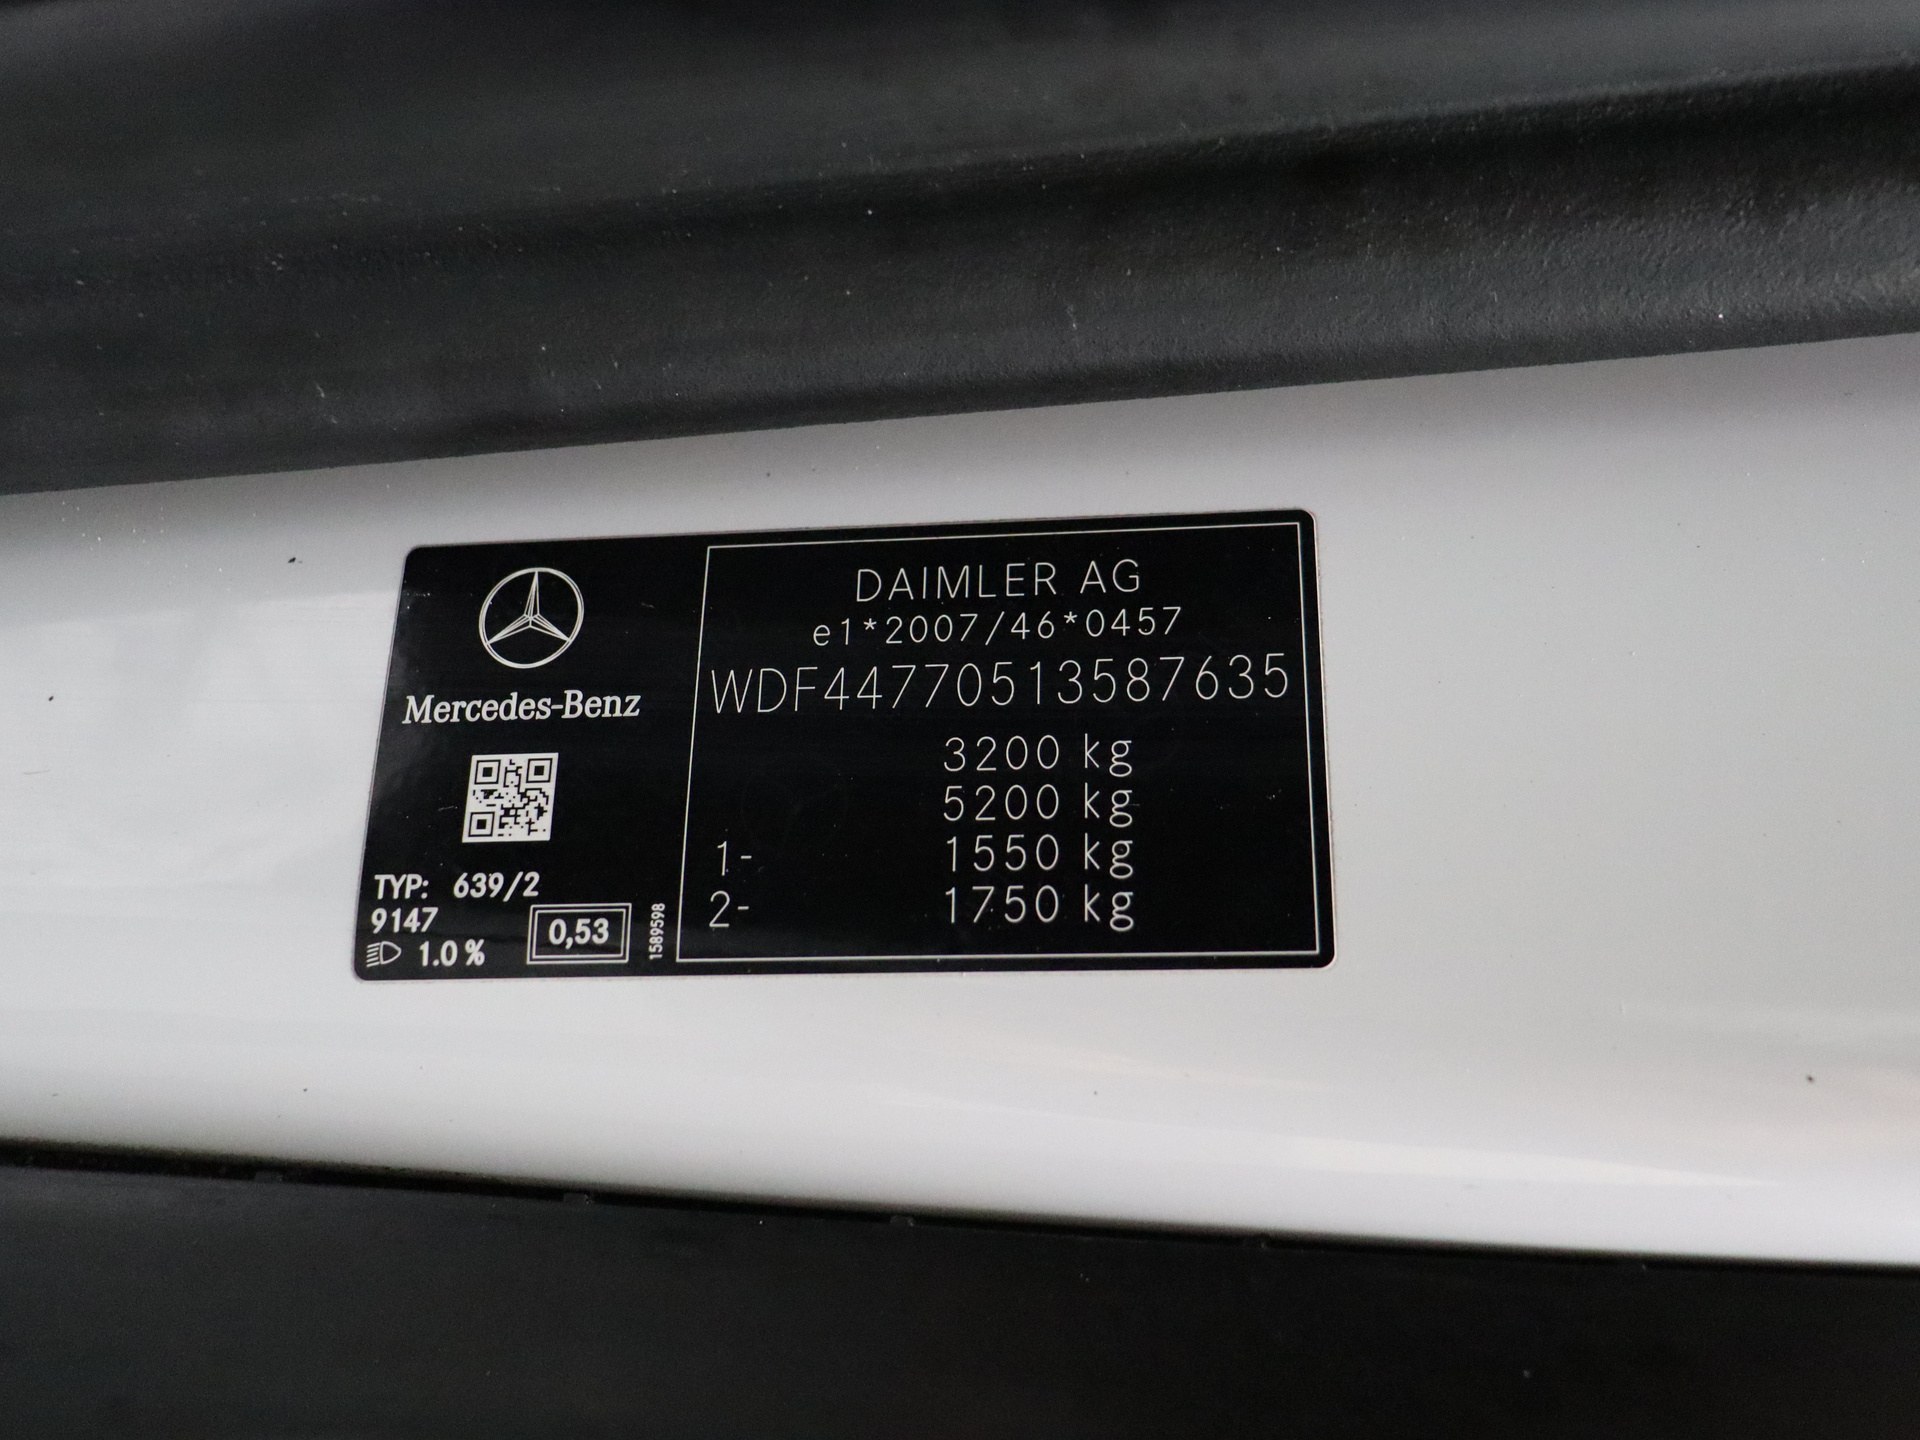 Mercedes-Benz
TYP: 639/2
9147
1.0 %
0,53
1589598
DAIMLER AG
e1*2007/46*0457
WDF44770513587635
3200 kg
5200 kg
1- 1550 kg
2- 1750 kg